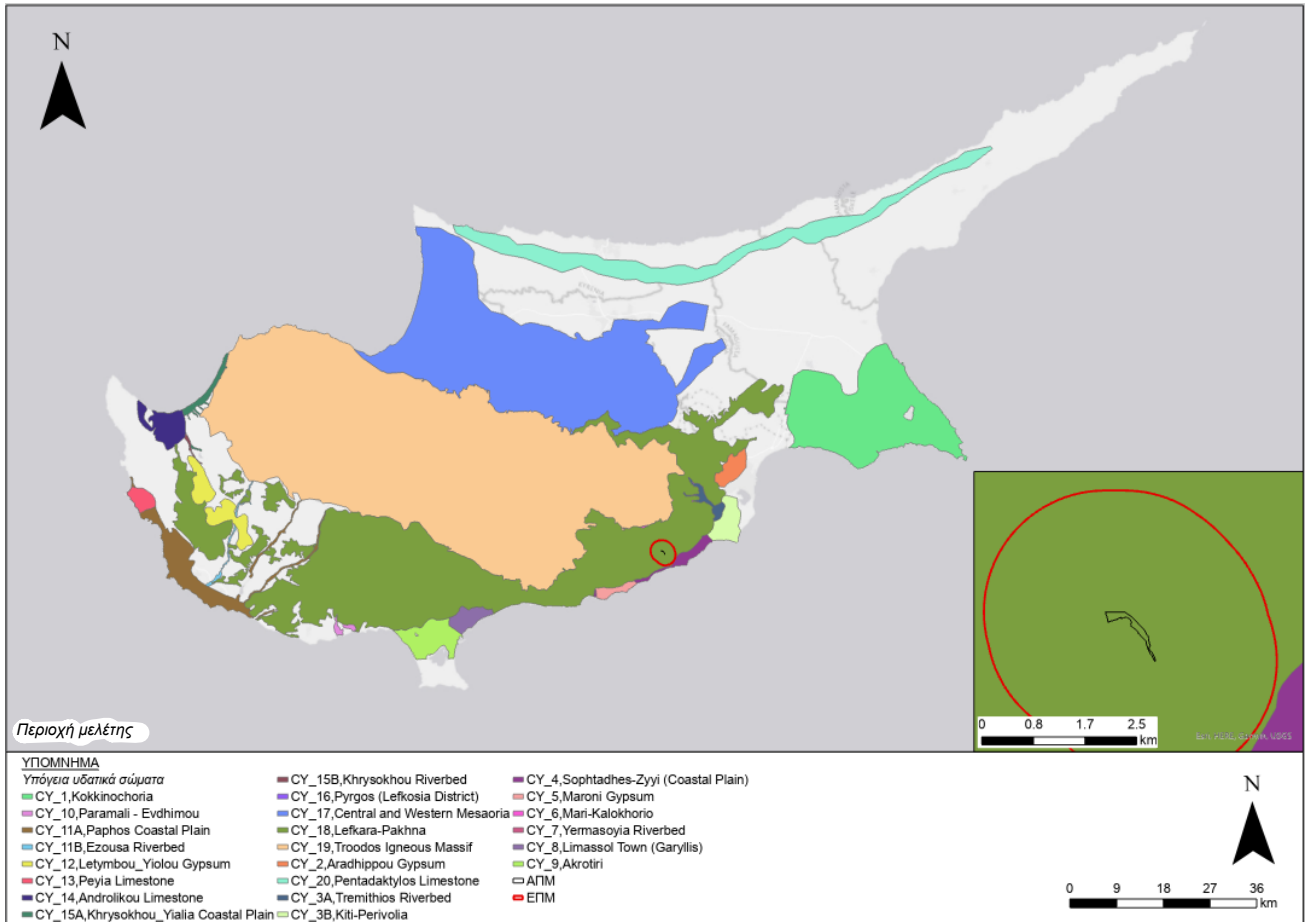 N
Περιοχή μελέτης
0 0.8 1.7 2.5
km
ΥΠΟΜΝΗΜΑ
Υπόγεια υδατικά σώματα
CY_1,Kokkinochoria
CY_10,Paramali - Evdhimou
CY_11A,Paphos Coastal Plain
CY_11B,Ezousa Riverbed
CY_12,Letymbou_Yiolou Gypsum
CY_13,Peyia Limestone
CY_14,Androlikou Limestone
CY_15A,Khrysokhou_Yialia Coastal Plain
CY_15B,Khrysokhou Riverbed
CY_16,Pyrgos (Lefkosia District)
CY_17,Central and Western Mesaoria
CY_18,Lefkara-Pakhna
CY_19,Troodos Igneous Massif
CY_2,Aradhippou Gypsum
CY_20,Pentadaktylos Limestone
CY_3A,Tremithios Riverbed
CY_3B,Kiti-Perivolia
CY_4,Sophtadhes-Zyyi (Coastal Plain)
CY_5,Maroni Gypsum
CY_6,Mari-Kalokhorio
CY_7,Yermasoyia Riverbed
CY_8,Limassol Town (Garyllis)
CY_9,Akrotiri
ΑΠΜ
ΕΠΜ
N
0 9 18 27 36
km